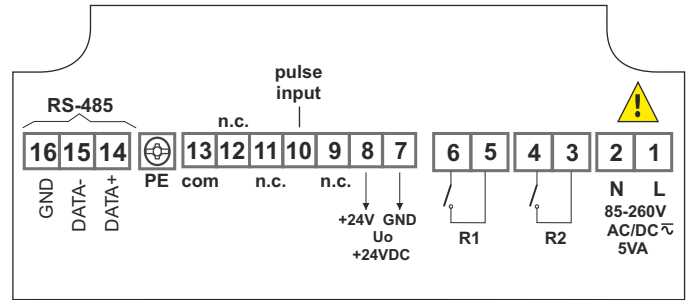 pulse
input
RS-485
n.c.
16 15 14 13 12 11 10 9 8 7 6 5 4 3 2 1
GND DATA- DATA+ PE com n.c. n.c. N L
+24V GND
Uo
+24VDC
R1 R2
85-260V
AC/DC
5VA